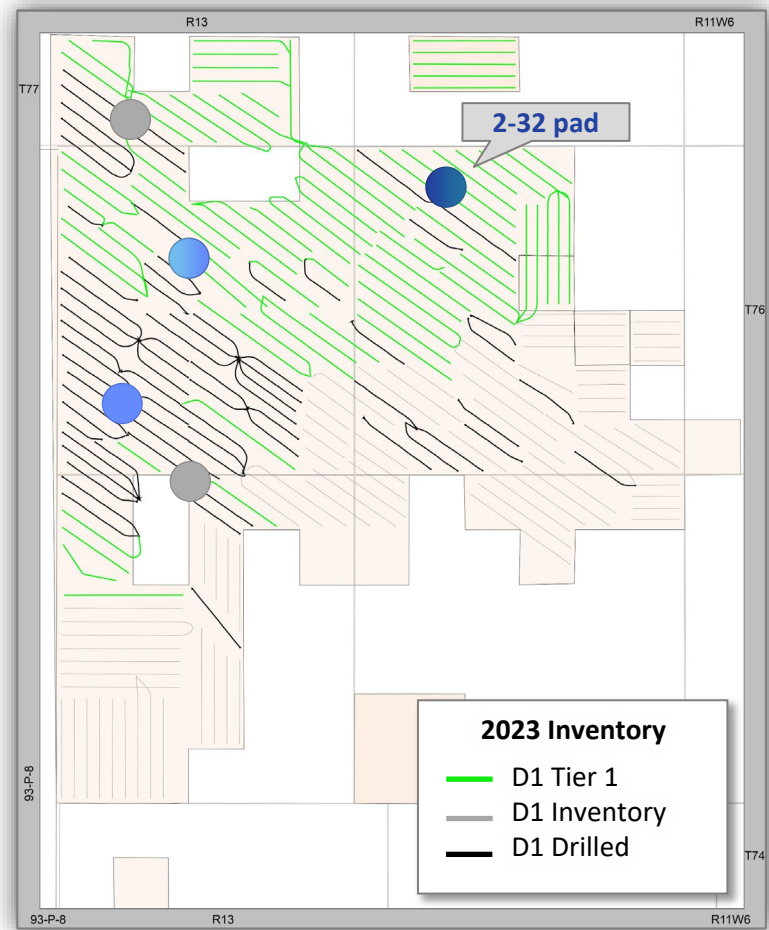 R13
R11W6
T77
2-32 pad
T76
2023 Inventory
D1 Tier 1
D1 Inventory
D1 Drilled
93-P-8
T74
93-P-8
R13
R11W6